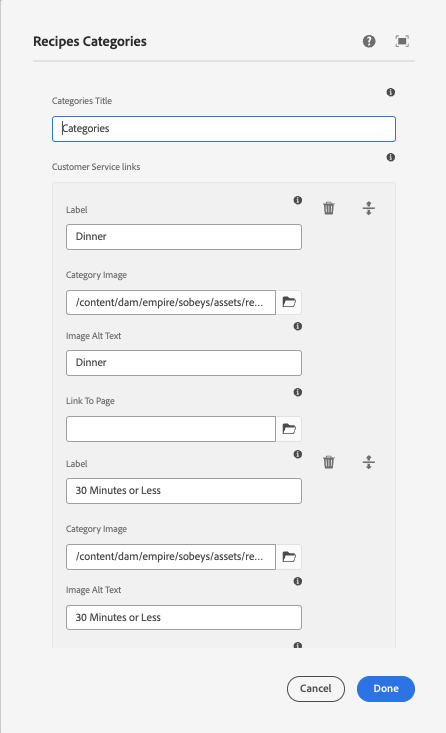 Recipes Categories
Categories Title
Categories
Customer Service links
Label
Dinner
Category Image
/content/dam/empire/sobeys/assets/re...
Image Alt Text
Dinner
Link To Page
Label
30 Minutes or Less
Category Image
/content/dam/empire/sobeys/assets/re...
Image Alt Text
30 Minutes or Less
Cancel
Done